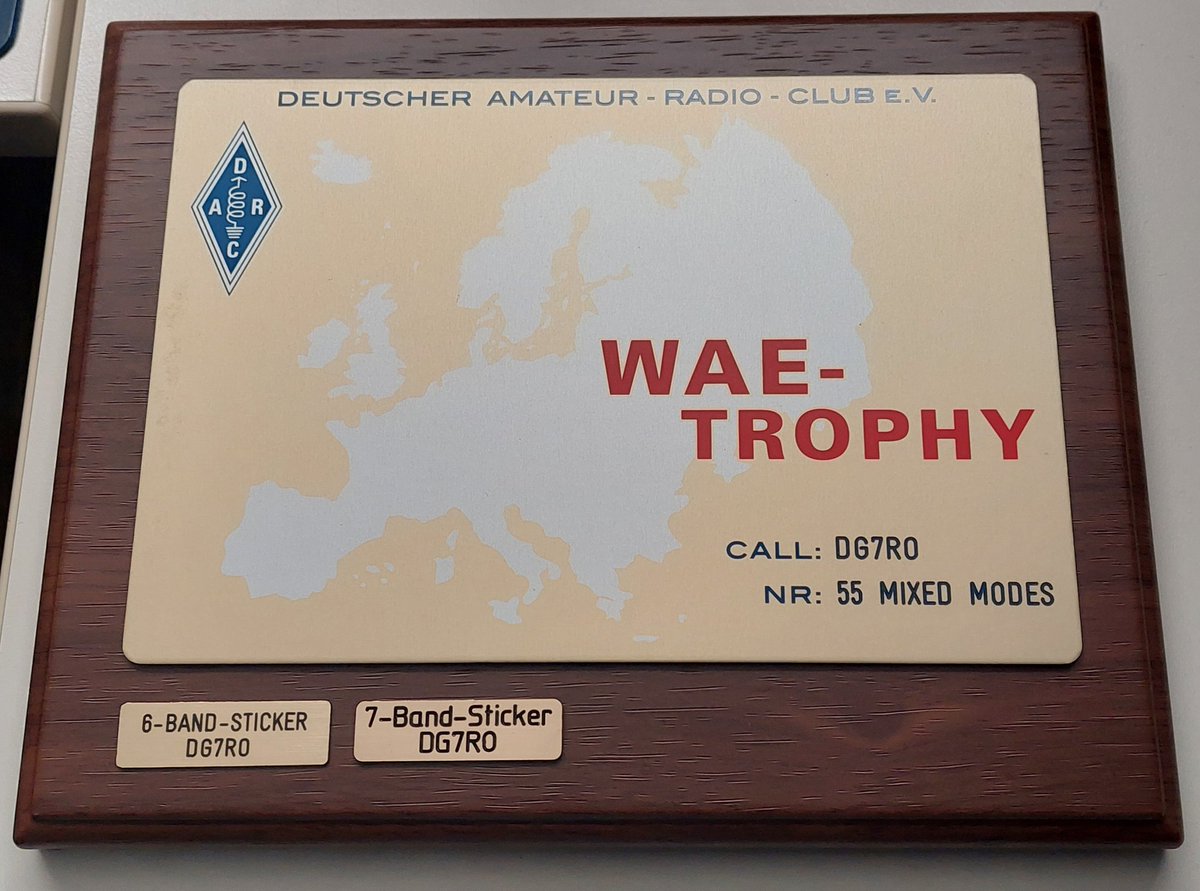 DEUTSCHER AMATEUR - RADIO - CLUB E.V.
D
A R
C
WAE-
TROPHY
CALL: DG7RO
NR: 55 MIXED MODES
6-BAND-STICKER
DG7RO
7-Band-Sticker
DG7RO